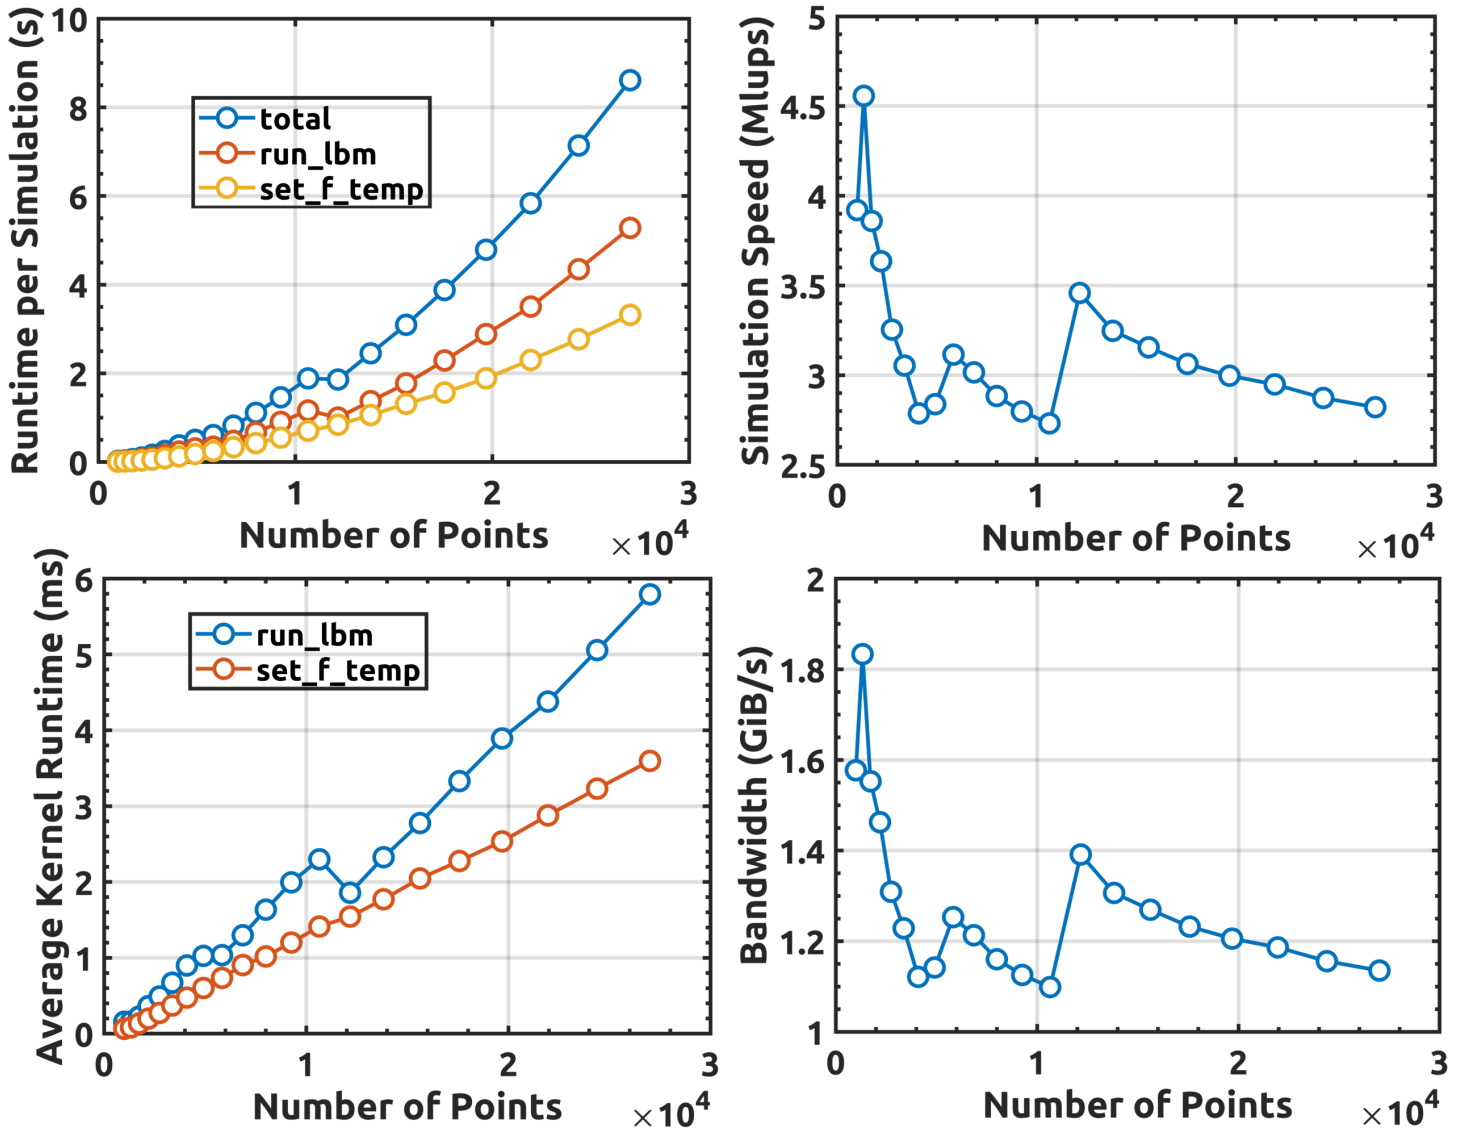 Runtime per Simulation (s)
10
8
6
4
2
0
total
run_lbm
set_f_temp
0 1 2 3
Number of Points
×10^4
Simulation Speed (Mlups)
5
4.5
4
3.5
3
2.5
0 1 2 3
Number of Points
×10^4
Average Kernel Runtime (ms)
6
5
4
3
2
1
0
run_lbm
set_f_temp
0 1 2 3
Number of Points
×10^4
Bandwidth (GiB/s)
2
1.8
1.6
1.4
1.2
1
0 1 2 3
Number of Points
×10^4